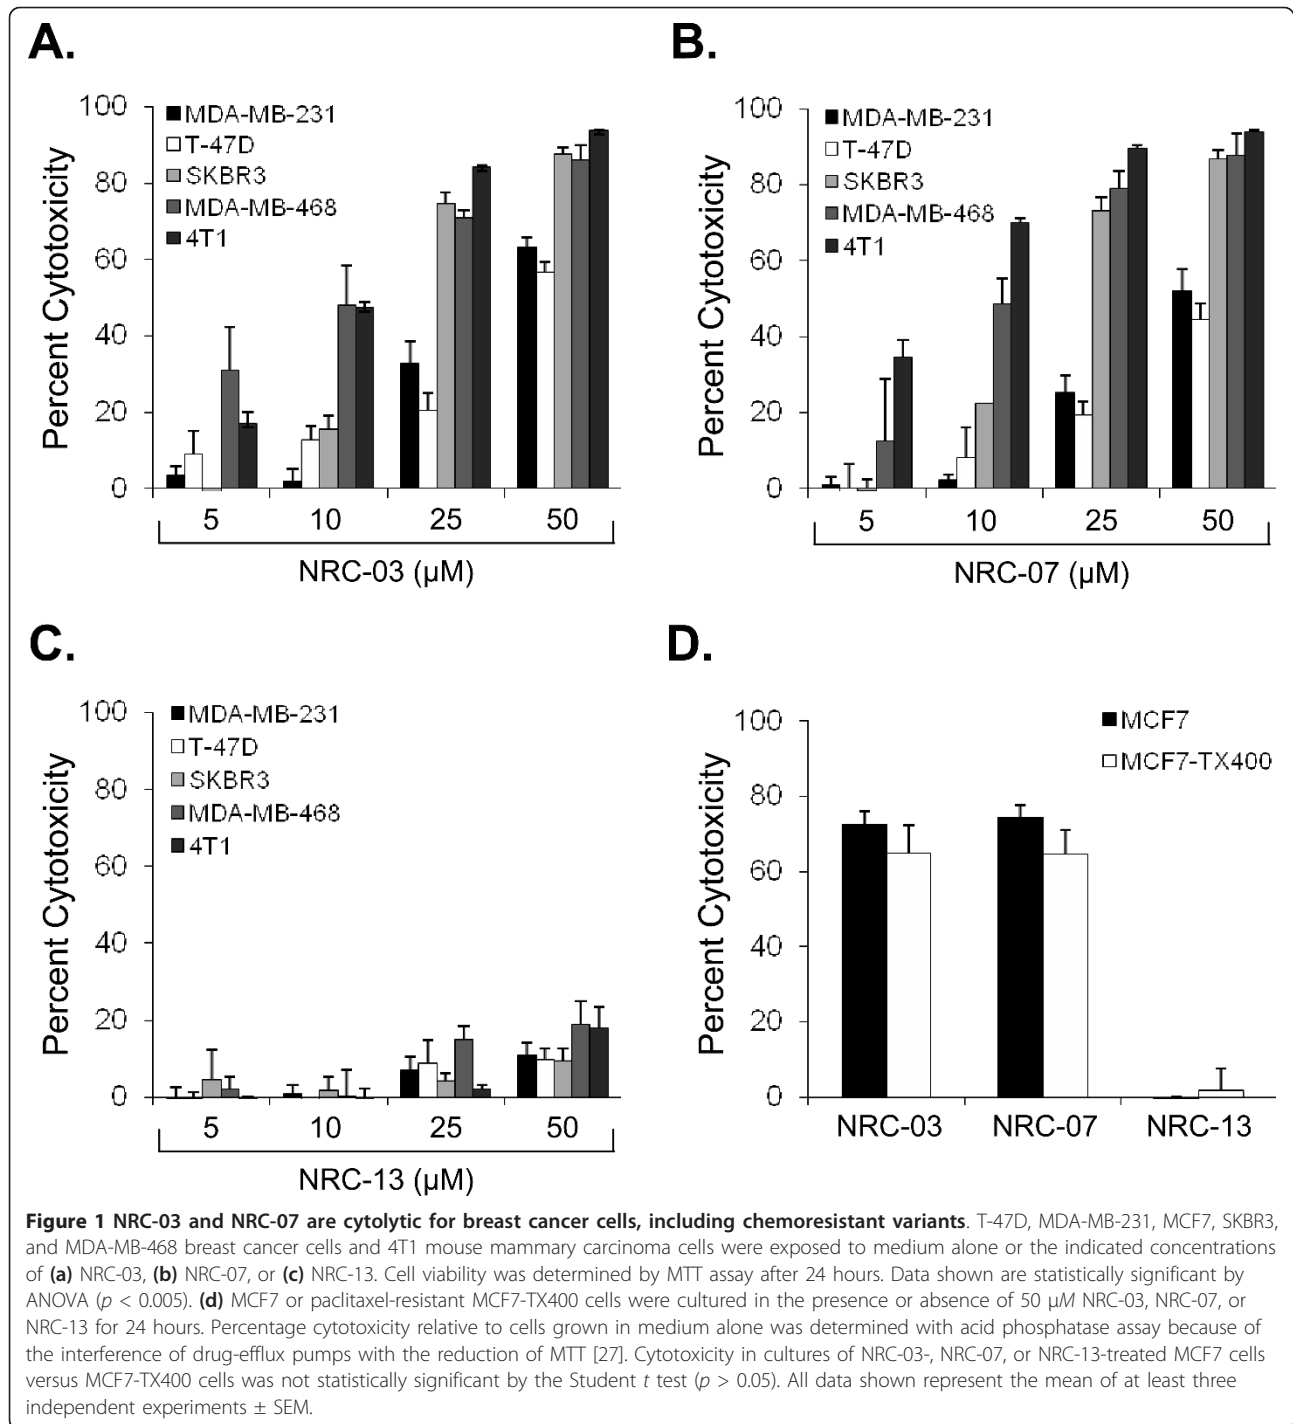 A.
100
80
60
40
20
0
Percent Cytotoxicity
MDA-MB-231
T-47D
SKBR3
MDA-MB-468
4T1
5 10 25 50
NRC-03 (µM)
B.
100
80
60
40
20
0
Percent Cytotoxicity
MDA-MB-231
T-47D
SKBR3
MDA-MB-468
4T1
5 10 25 50
NRC-07 (µM)
C.
100
80
60
40
20
0
Percent Cytotoxicity
MDA-MB-231
T-47D
SKBR3
MDA-MB-468
4T1
5 10 25 50
NRC-13 (µM)
D.
100
80
60
40
20
0
Percent Cytotoxicity
MCF7
MCF7-TX400
NRC-03 NRC-07 NRC-13
Figure 1 NRC-03 and NRC-07 are cytolytic for breast cancer cells, including chemoresistant variants. T-47D, MDA-MB-231, MCF7, SKBR3,
and MDA-MB-468 breast cancer cells and 4T1 mouse mammary carcinoma cells were exposed to medium alone or the indicated concentrations
of (a) NRC-03, (b) NRC-07, or (c) NRC-13. Cell viability was determined by MTT assay after 24 hours. Data shown are statistically significant by
ANOVA (p < 0.005). (d) MCF7 or paclitaxel-resistant MCF7-TX400 cells were cultured in the presence or absence of 50 µM NRC-03, NRC-07, or
NRC-13 for 24 hours. Percentage cytotoxicity relative to cells grown in medium alone was determined with acid phosphatase assay because of
the interference of drug-efflux pumps with the reduction of MTT [27]. Cytotoxicity in cultures of NRC-03-, NRC-07, or NRC-13-treated MCF7 cells
versus MCF7-TX400 cells was not statistically significant by the Student t test (p > 0.05). All data shown represent the mean of at least three
independent experiments ± SEM.